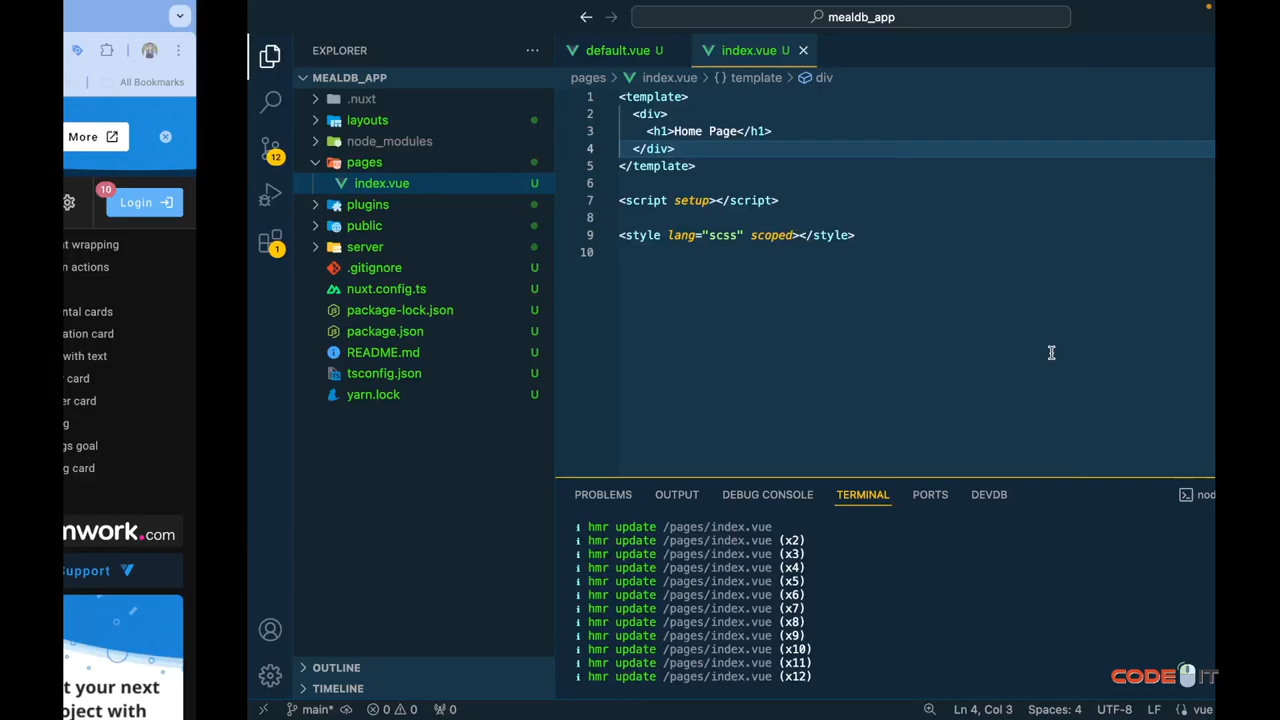 All Bookmarks
More
10
Login
t wrapping
m actions
ntal cards
ation card
with text
r card
er card
g
gs goal
g card
mwork.com
Support
t your next
oject with
mealdb_app
EXPLORER
MEALDB_APP
.nuxt
layouts
node_modules
pages
index.vue U
plugins
public
server
.gitignore U
nuxt.config.ts U
package-lock.json U
package.json U
README.md U
tsconfig.json U
yarn.lock U
OUTLINE
TIMELINE
12
1
default.vue U
index.vue U
pages > index.vue > {} template > div
1 <template>
2 <div>
3 <h1>Home Page</h1>
4 </div>
5 </template>
6
7 <script setup></script>
8
9 <style lang="scss" scoped></style>
10
PROBLEMS OUTPUT DEBUG CONSOLE TERMINAL PORTS DEVDB nod
i hmr update /pages/index.vue
i hmr update /pages/index.vue (x2)
i hmr update /pages/index.vue (x3)
i hmr update /pages/index.vue (x4)
i hmr update /pages/index.vue (x5)
i hmr update /pages/index.vue (x6)
i hmr update /pages/index.vue (x7)
i hmr update /pages/index.vue (x8)
i hmr update /pages/index.vue (x9)
i hmr update /pages/index.vue (x10)
i hmr update /pages/index.vue (x11)
i hmr update /pages/index.vue (x12)
CODE IT
main* 0 0 0 Ln 4, Col 3 Spaces: 4 UTF-8 LF {} vue